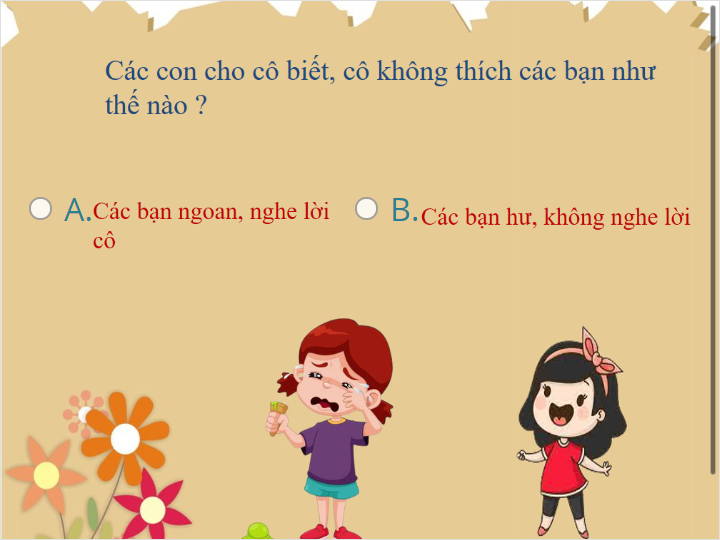 Các con cho cô biết, cô không thích các bạn như
thế nào ?
A. Các bạn ngoan, nghe lời
cô
B. Các bạn hư, không nghe lời